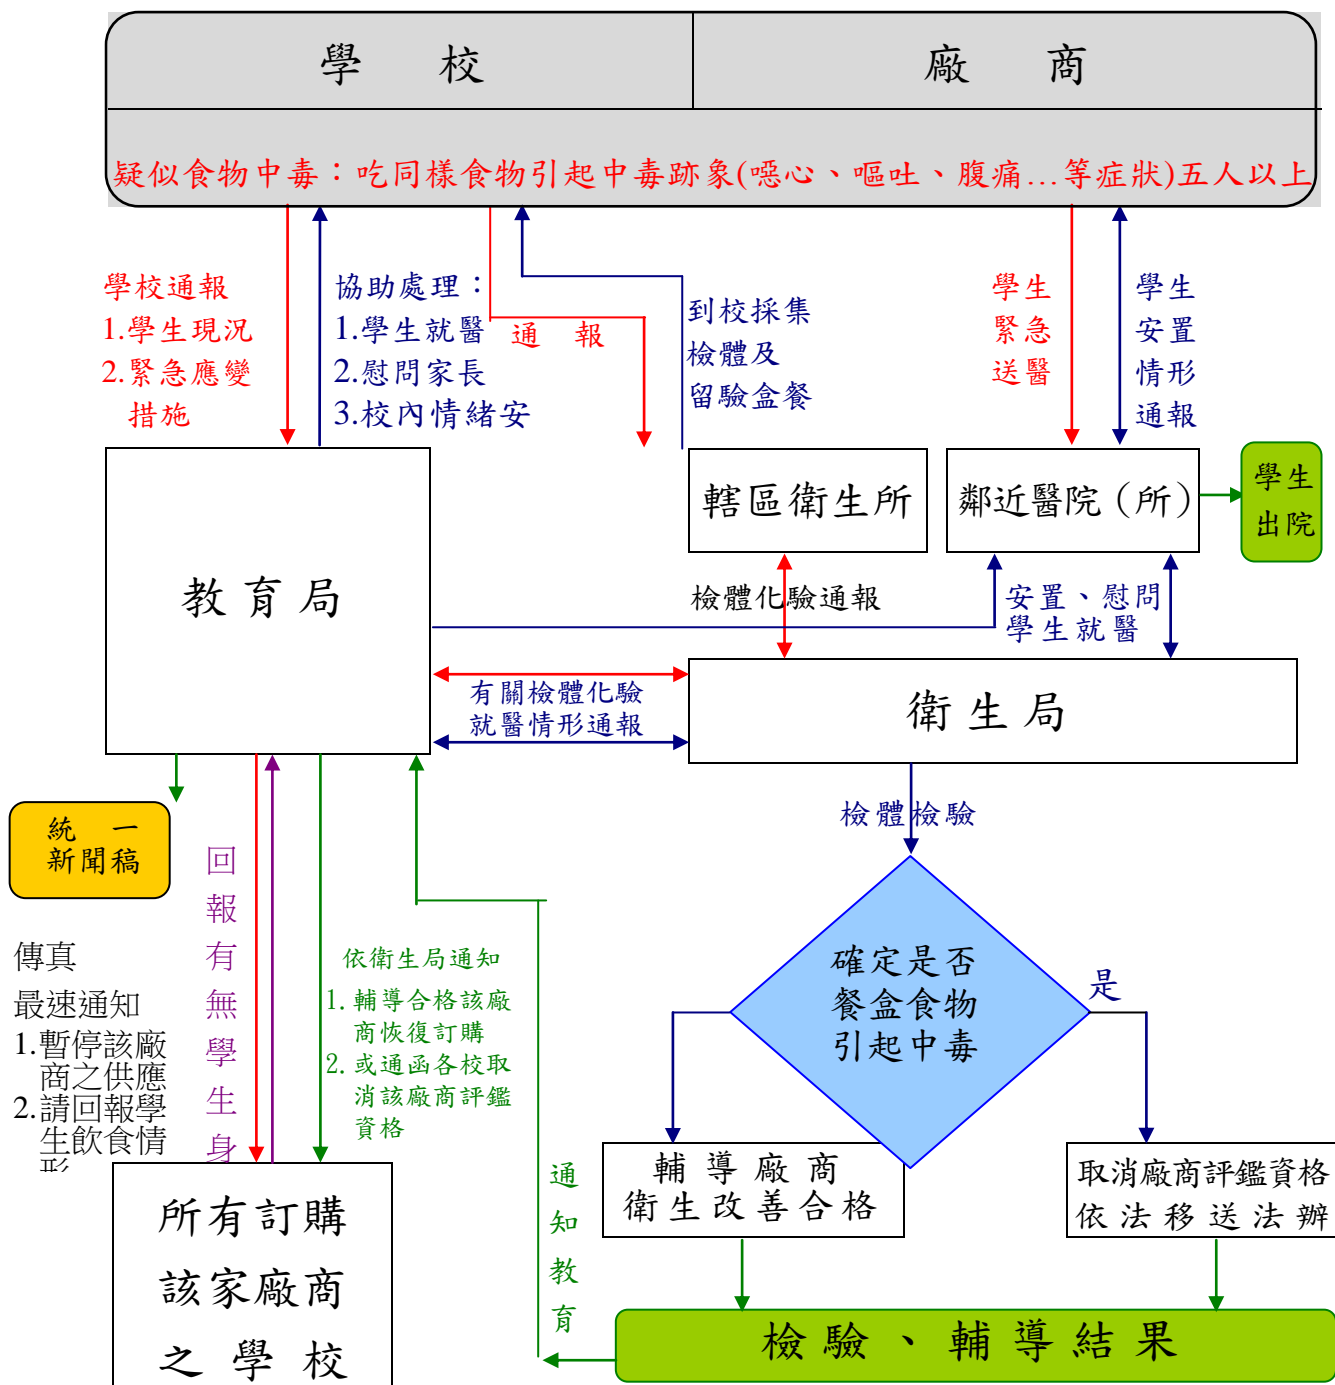 學 校
廠 商
疑似食物中毒：吃同樣食物引起中毒跡象(噁心、嘔吐、腹痛…等症狀)五人以上
學校通報
1.學生現況
2.緊急應變
措施
協助處理：
1.學生就醫
2.慰問家長
3.校內情緒安
通 報
到校採集
檢體及
留驗盒餐
學生
緊急
送醫
學生
安置
情形
通報
教育局
轄區衛生所
鄰近醫院（所）
學生
出院
檢體化驗通報
安置、慰問
學生就醫
有關檢體化驗
就醫情形通報
衛生局
統 一
新聞稿
檢體檢驗
回報有無學生身
傳真
最速通知
1.暫停該廠
商之供應
2.請回報學
生飲食情
依衛生局通知
1. 輔導合格該廠
商恢復訂購
2. 或通函各校取
消該廠商評鑑
資格
確定是否
餐盒食物
引起中毒
是
輔導廠商
衛生改善合格
取消廠商評鑑資格
依法移送法辦
通知教育
所有訂購
該家廠商
之學校
檢驗、輔導結果